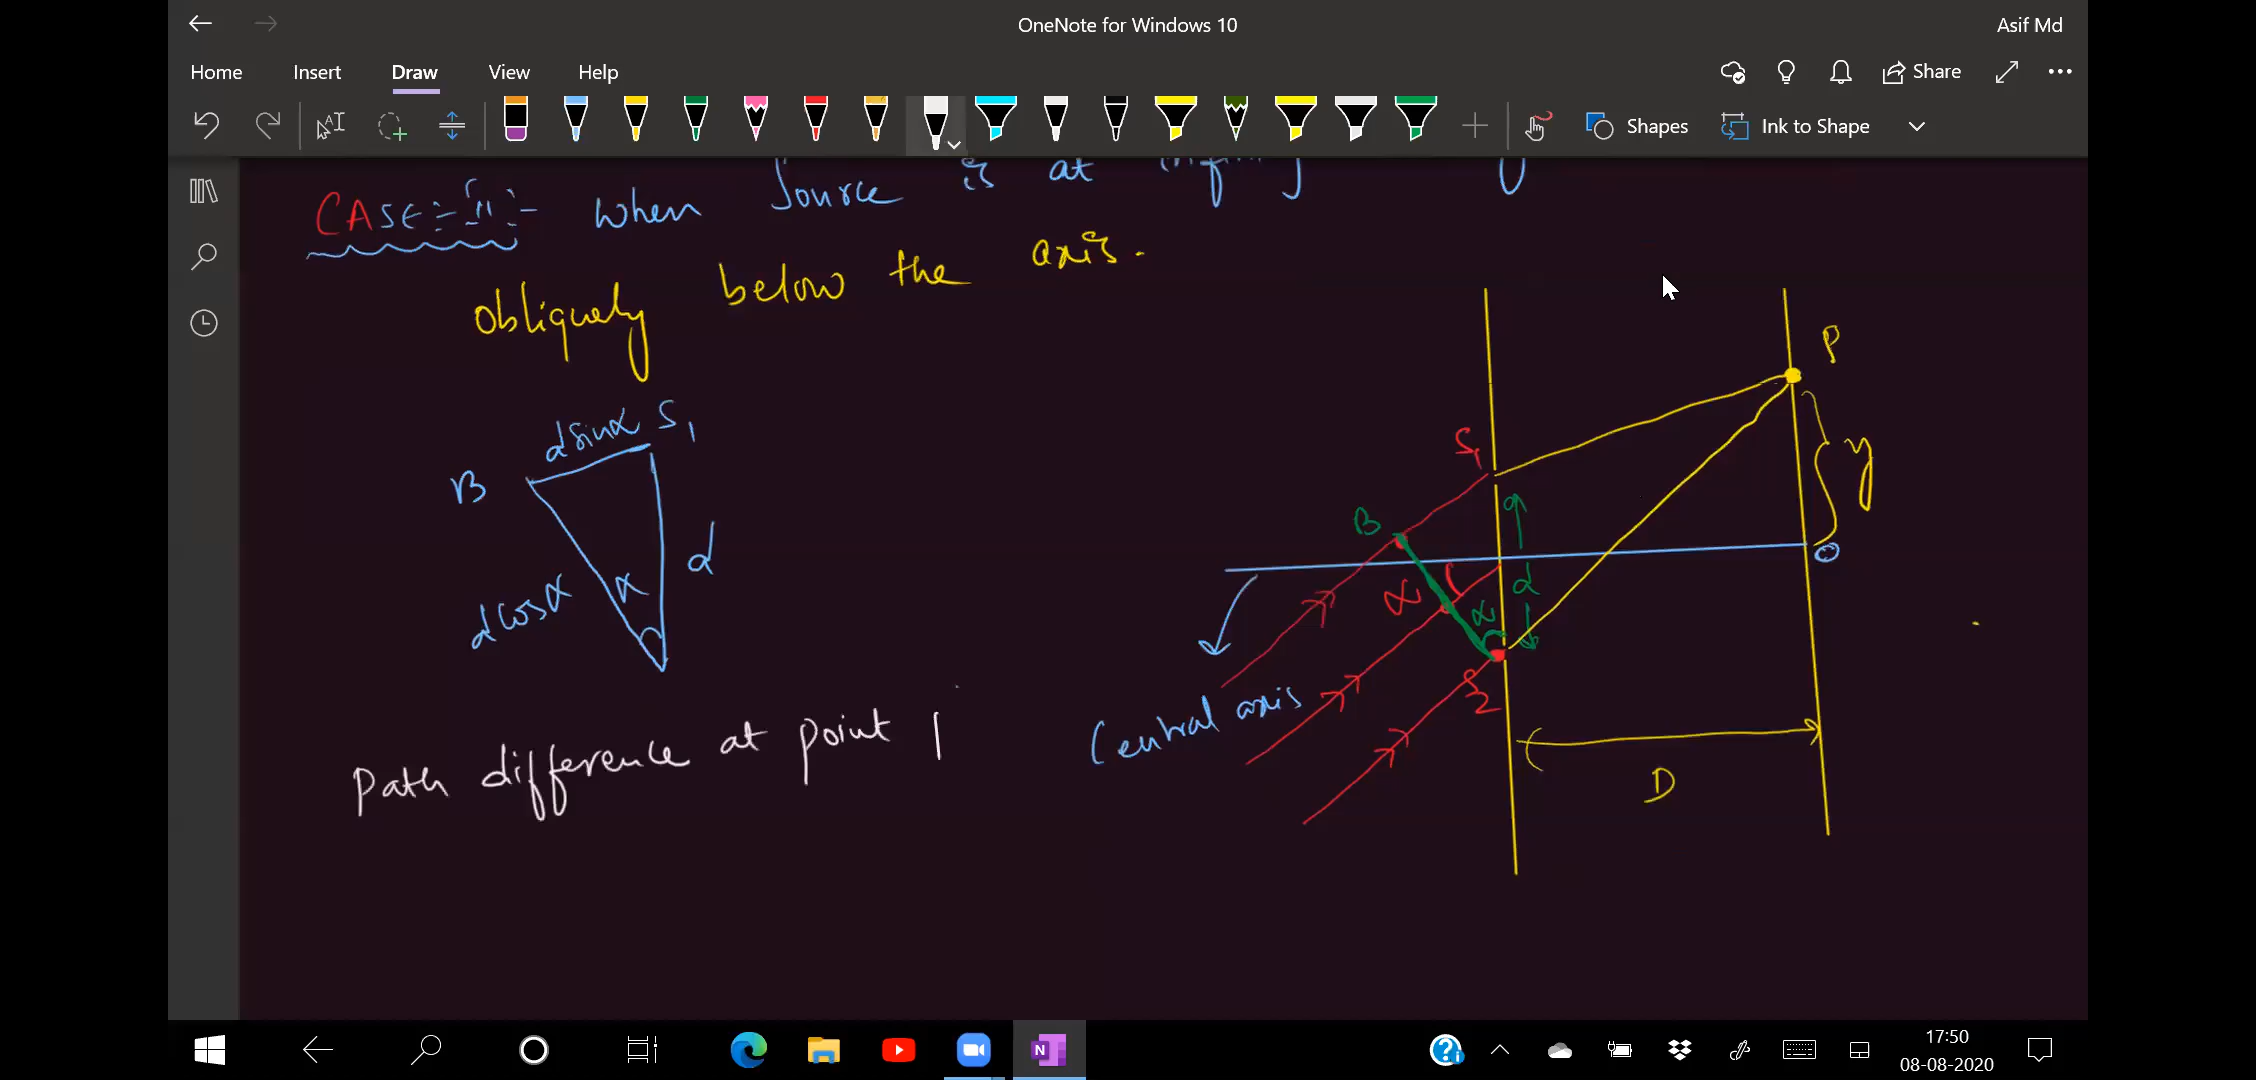 OneNote for Windows 10
Asif Md
Home Insert Draw View Help
Share
Shapes
Ink to Shape
CASE-II:- when Source is at
obliquely below the axis.
d sinα S1
B
d
d cosα
α
Path difference at point
Central axis
P
y
O
S1
B
d
α
α
S2
D
17:50
08-08-2020